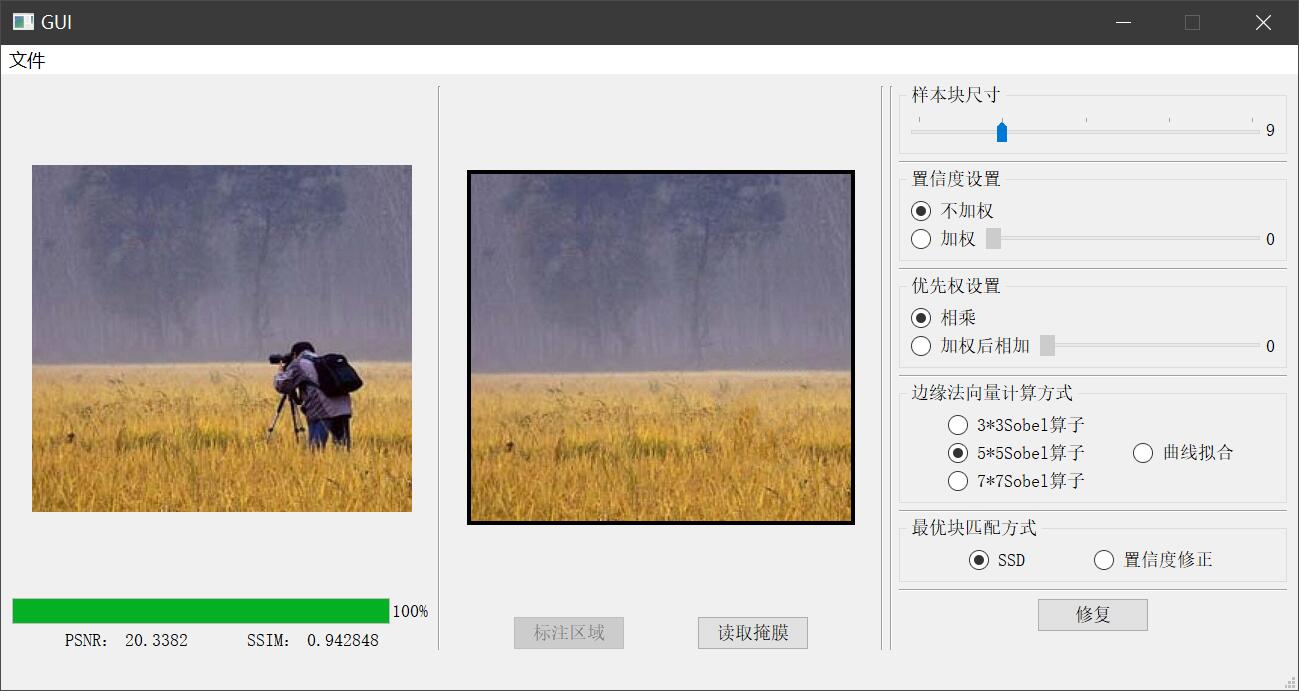 GUI
文件
100%
PSNR: 20.3382 SSIM: 0.942848
标注区域 读取掩膜
样本块尺寸
9
置信度设置
不加权
加权 0
优先权设置
相乘
加权后相加 0
边缘法向量计算方式
3*3Sobel算子
5*5Sobel算子 曲线拟合
7*7Sobel算子
最优块匹配方式
SSD 置信度修正
修复